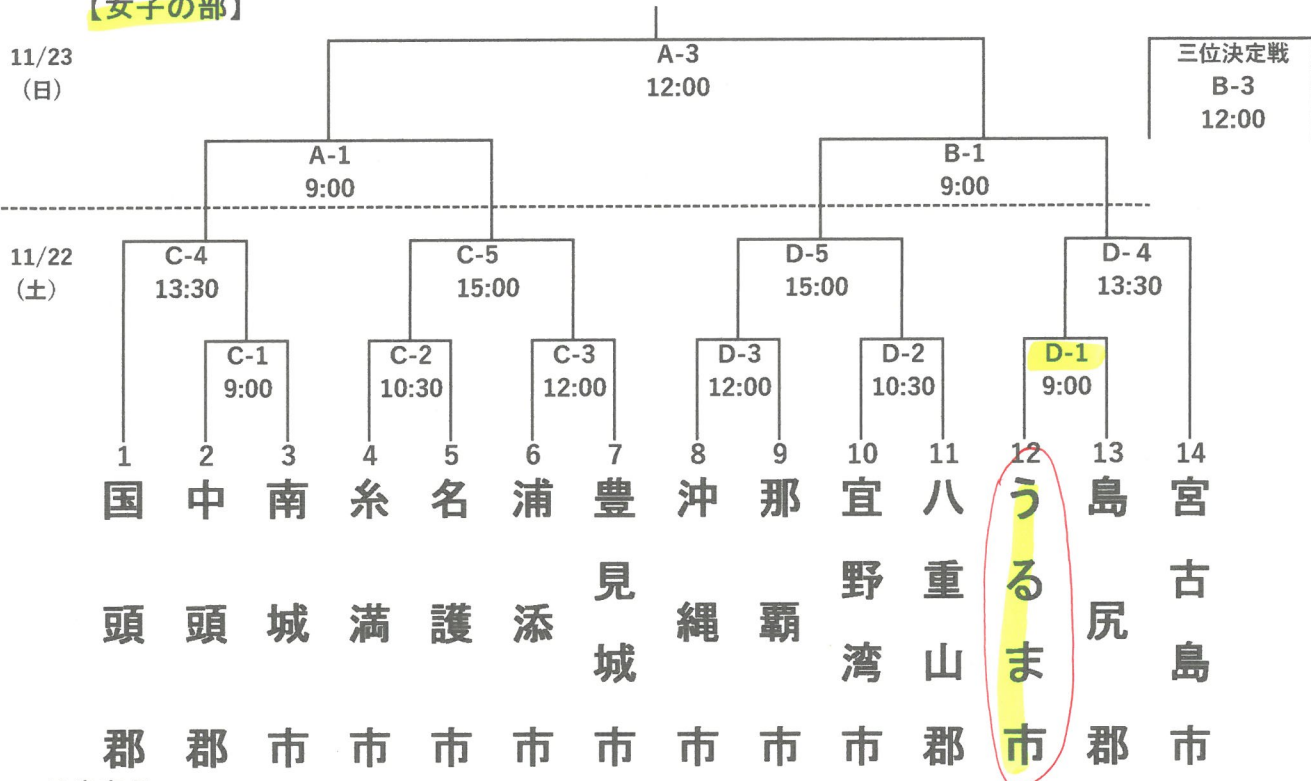 【女子の部】
11/23
（日）
A-3
12:00
三位決定戦
B-3
12:00
A-1
9:00
B-1
9:00
11/22
（土）
C-4
13:30
C-5
15:00
D-5
15:00
D-4
13:30
C-1
9:00
C-2
10:30
C-3
12:00
D-3
12:00
D-2
10:30
D-1
9:00
1 2 3 4 5 6 7 8 9 10 11 12 13 14
国頭郡
中頭郡
南城市
糸満市
名護市
浦添市
豊見城市
沖縄市
那覇市
宜野湾市
八重山郡
うるま市
島尻郡
宮古島市